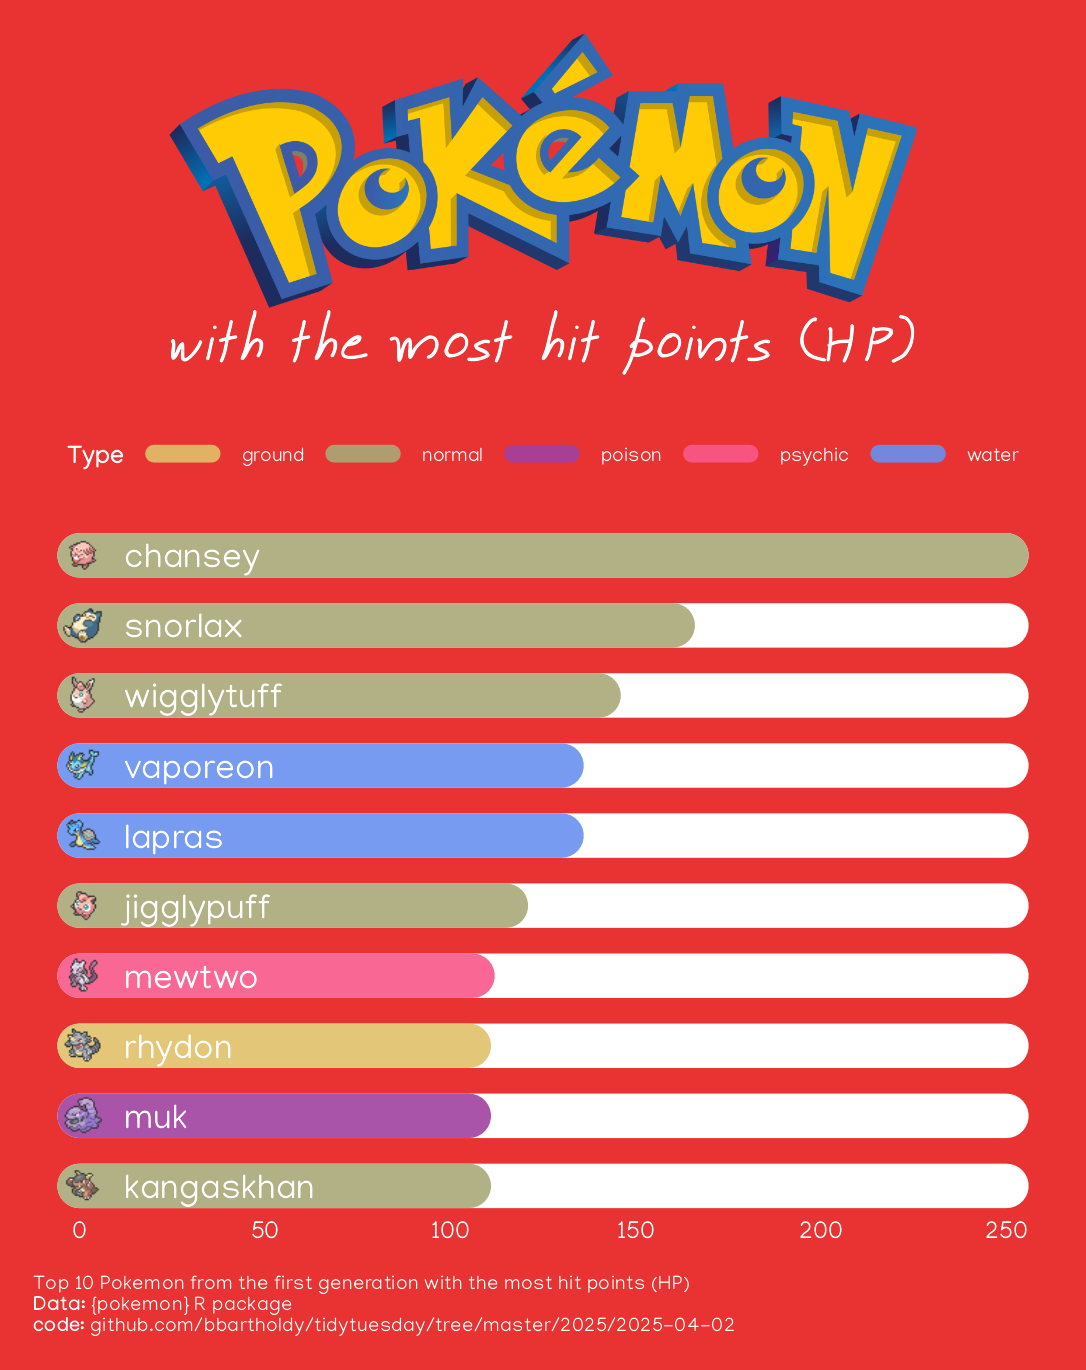 POKéMON
with the most hit points (HP)
Type ground normal poison psychic water
chansey
snorlax
wigglytuff
vaporeon
lapras
jigglypuff
mewtwo
rhydon
muk
kangaskhan
0 50 100 150 200 250
Top 10 Pokemon from the first generation with the most hit points (HP)
Data: {pokemon} R package
code: github.com/bbartholdy/tidytuesday/tree/master/2025/2025-04-02